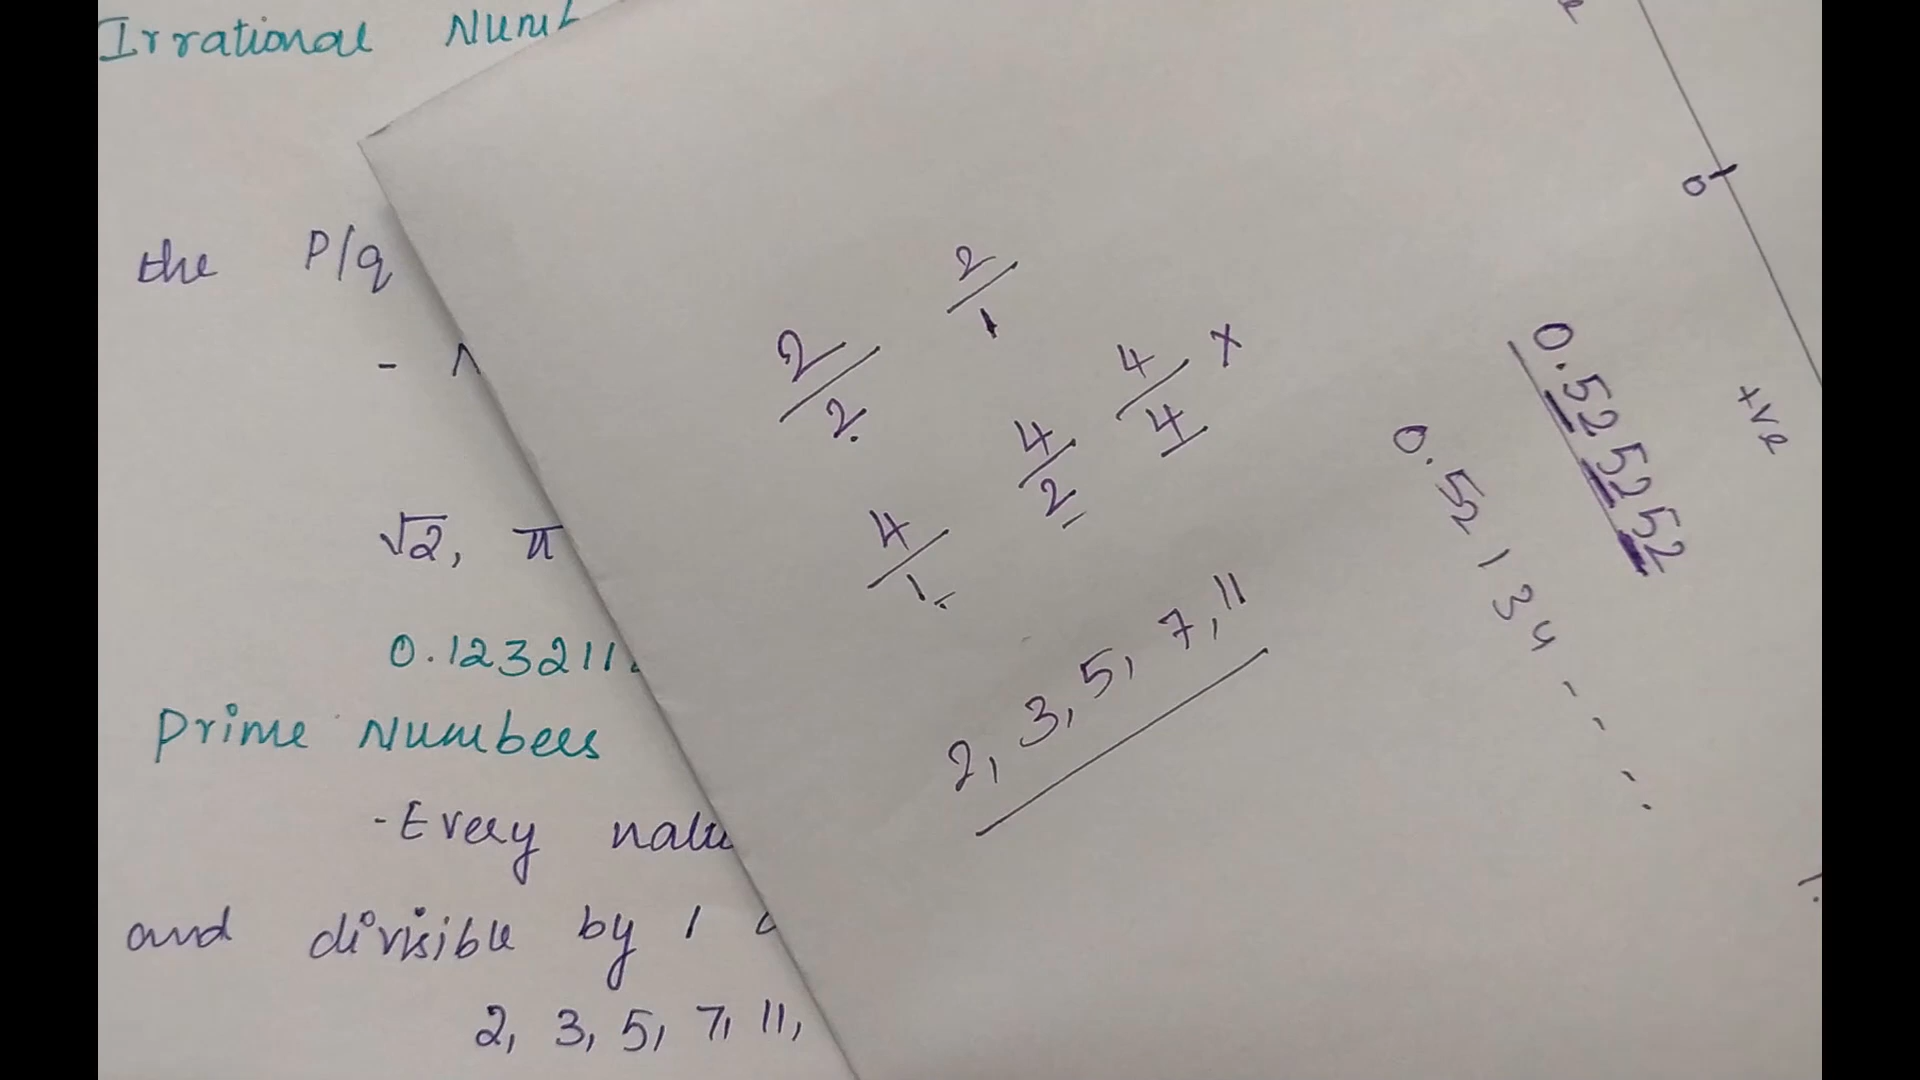 Irrational Num
the P/q
-
√2, π
0.123211.
Prime Numbers
- Every natu
and divisible by 1
2, 3, 5, 7, 11,
2/2 2/1
4/1 4/2 4/4 x
2, 3, 5, 7, 11
0.52134 - - - -
0.525252
0
+ve